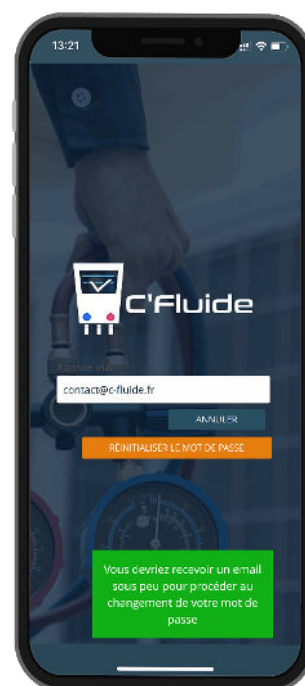 13:21
C'Fluide
contact@c-fluide.fr
ANNULER
RÉINITIALISER LE MOT DE PASSE
Vous devriez recevoir un email
sous peu pour procéder au
changement de votre mot de
passe